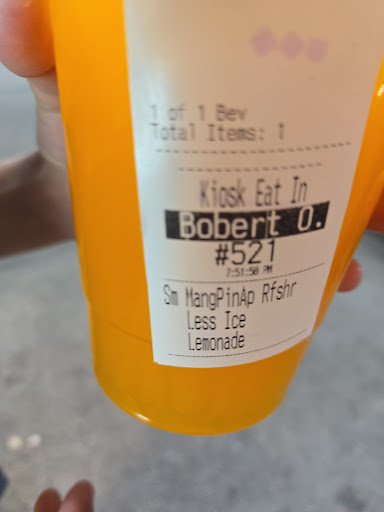 1 of 1 Bev
Total Items: 1
Kiosk Eat In
Bobert O.
#521
7:51:58 PM
Sm MangPinAp Rfshr
Less Ice
Lemonade